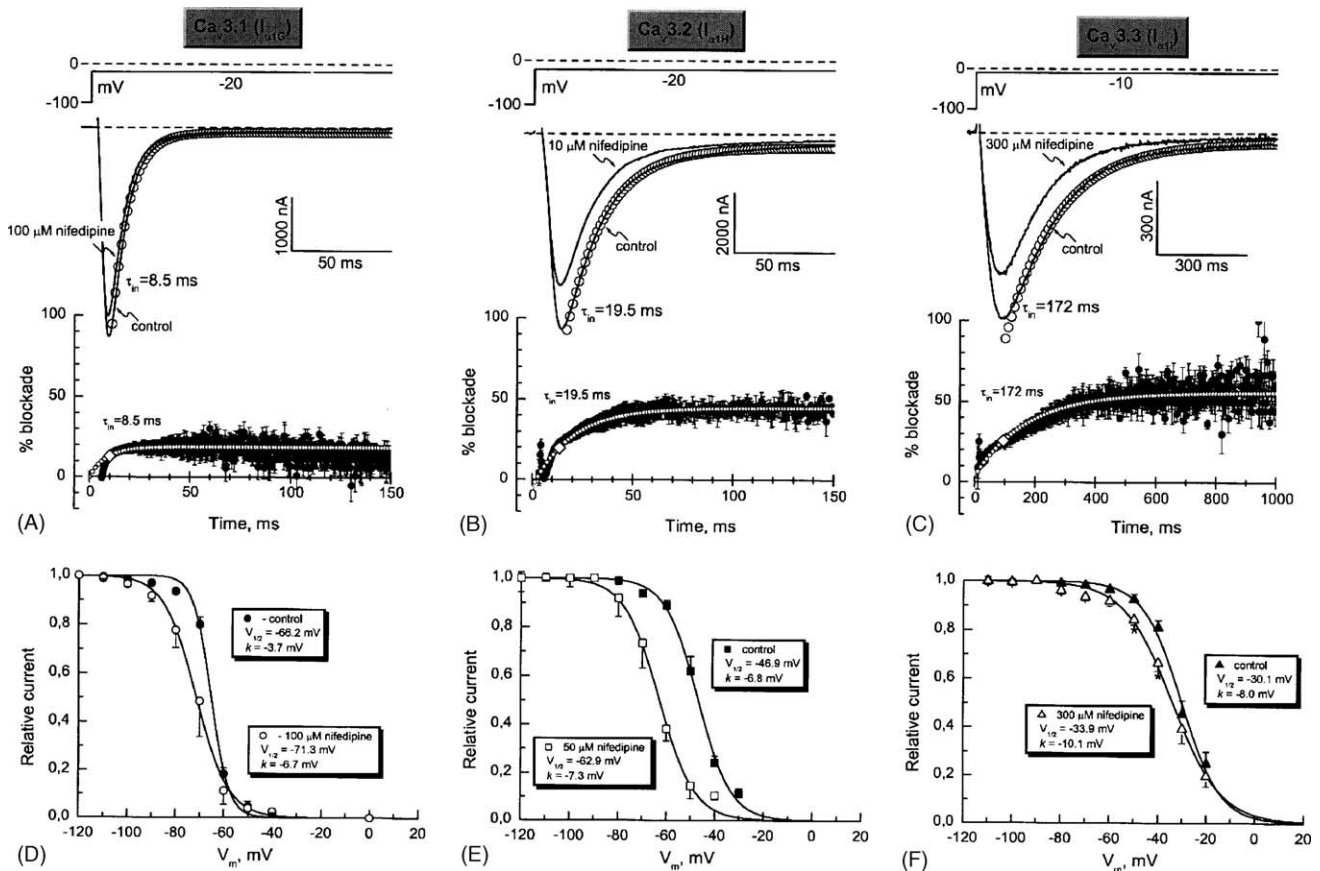 Cav3.1 (Iα1G)
0
-100
mV
-20
100 μM nifedipine
τin=8.5 ms
control
1000 nA
50 ms
% blockade
100
50
0
τin=8.5 ms
0 50 100 150
Time, ms
(A)
Cav3.2 (Iα1H)
0
-100
mV
-20
10 μM nifedipine
control
τin=19.5 ms
2000 nA
50 ms
% blockade
100
50
0
τin=19.5 ms
0 50 100 150
Time, ms
(B)
Cav3.3 (Iα1I)
0
-100
mV
-10
300 μM nifedipine
control
τin=172 ms
300 nA
300 ms
% blockade
100
50
0
τin=172 ms
0 200 400 600 800 1000
Time, ms
(C)
Relative current
1,0
0,8
0,6
0,4
0,2
0,0
- control
V1/2 = -66.2 mV
k = -3.7 mV
- 100 μM nifedipine
V1/2 = -71.3 mV
k = -6.7 mV
-120 -100 -80 -60 -40 -20 0 20
Vm, mV
(D)
Relative current
1,0
0,8
0,6
0,4
0,2
0,0
control
V1/2 = -46.9 mV
k = -6.8 mV
50 μM nifedipine
V1/2 = -62.9 mV
k = -7.3 mV
-120 -100 -80 -60 -40 -20 0 20
Vm, mV
(E)
Relative current
1,0
0,8
0,6
0,4
0,2
0,0
control
V1/2 = -30.1 mV
k = -8.0 mV
300 μM nifedipine
V1/2 = -33.9 mV
k = -10.1 mV
*
*
-120 -100 -80 -60 -40 -20 0 20
Vm, mV
(F)